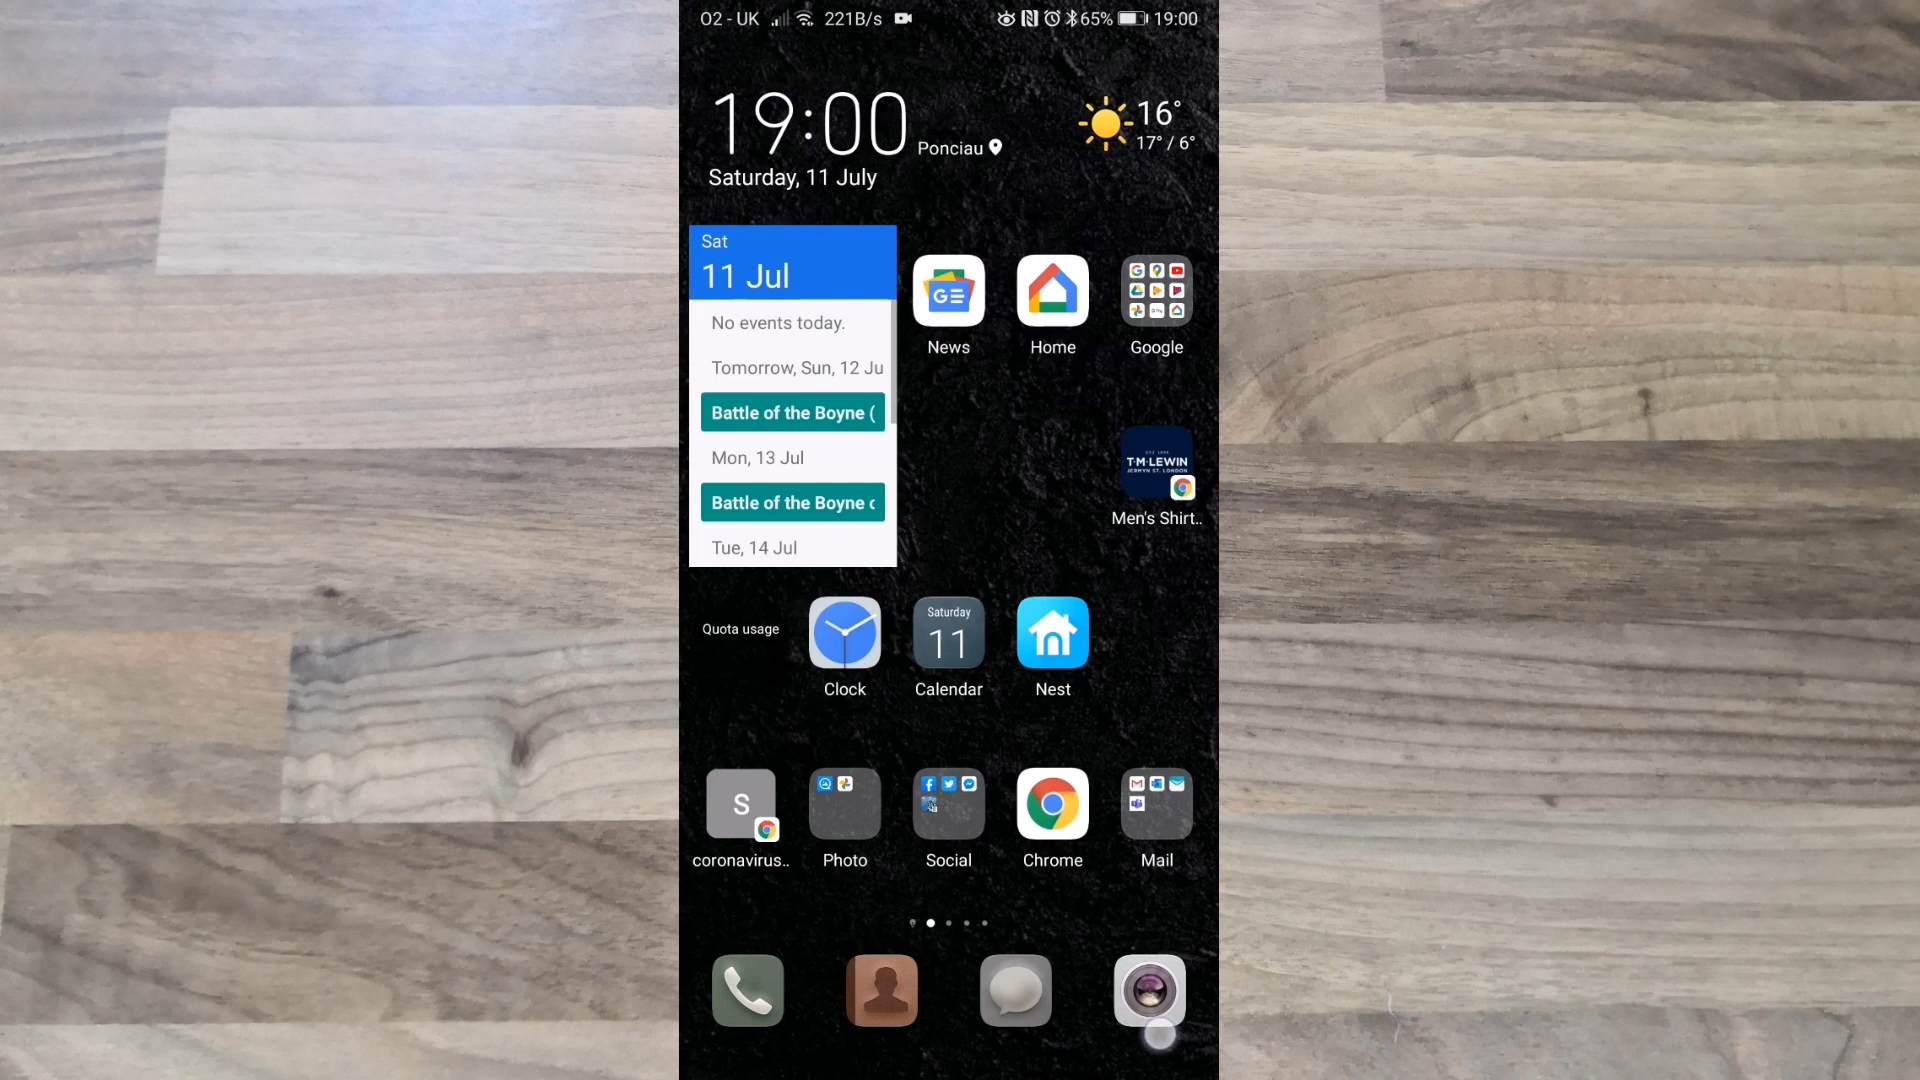 O2 - UK 221B/s 65% 19:00
19:00 Ponciau 16°
17° / 6°
Saturday, 11 July
Sat
11 Jul
No events today.
Tomorrow, Sun, 12 Ju
Battle of the Boyne (
Mon, 13 Jul
Battle of the Boyne c
Tue, 14 Jul
News Home Google
T·M·LEWIN
JERMYN ST. LONDON
Men's Shirt..
Quota usage
Saturday
11
Clock Calendar Nest
S
coronavirus.. Photo Social Chrome Mail